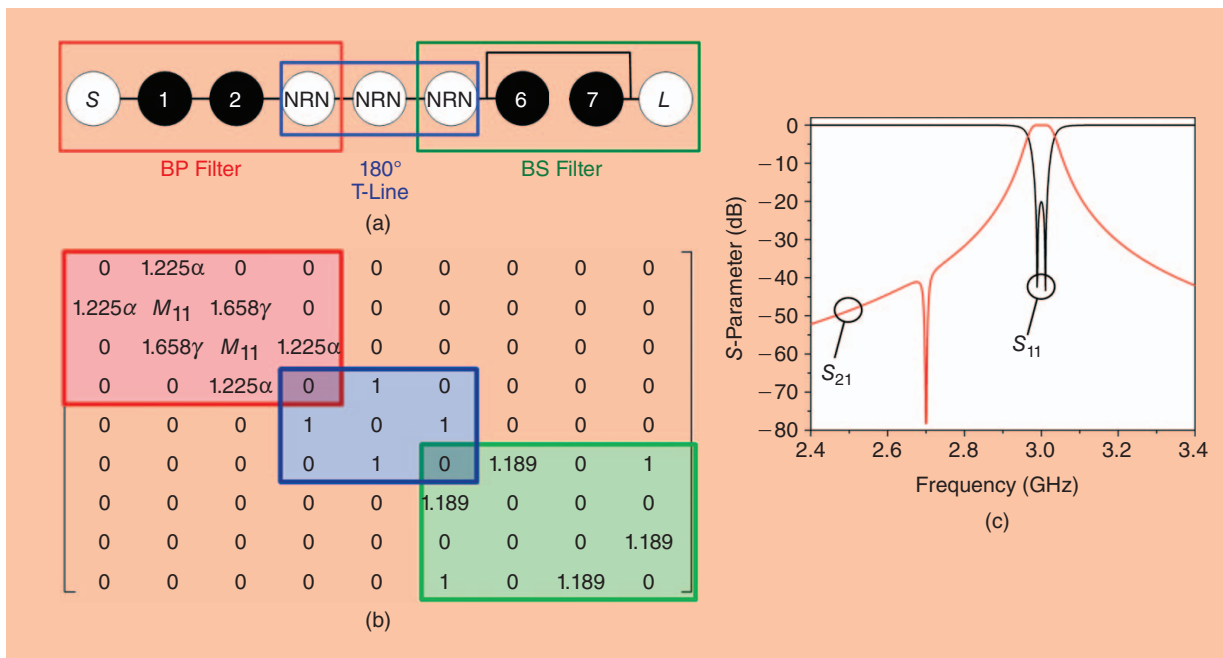 S 1 2 NRN NRN NRN 6 7 L
BP Filter
180°
T-Line
BS Filter
(a)
0 1.225α 0 0 0 0 0 0 0
1.225α M11 1.658γ 0 0 0 0 0 0
0 1.658γ M11 1.225α 0 0 0 0 0
0 0 1.225α 0 1 0 0 0 0
0 0 0 1 0 1 0 0 0
0 0 0 0 1 0 1.189 0 1
0 0 0 0 0 1.189 0 0 0
0 0 0 0 0 0 0 0 1.189
0 0 0 0 0 1 0 1.189 0
(b)
S-Parameter (dB)
0
−10
−20
−30
−40
−50
−60
−70
−80
S21
S11
2.4 2.6 2.8 3.0 3.2 3.4
Frequency (GHz)
(c)